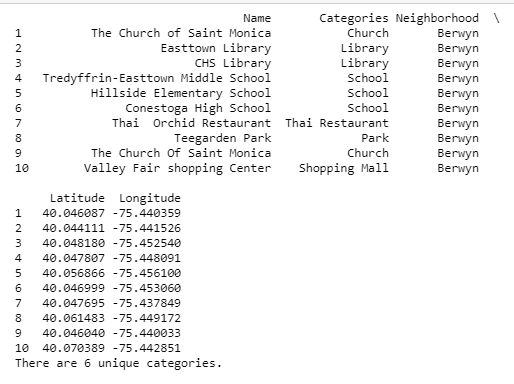 Name Categories Neighborhood \
1 The Church of Saint Monica Church Berwyn
2 Easttown Library Library Berwyn
3 CHS Library Library Berwyn
4 Tredyffrin-Easttown Middle School School Berwyn
5 Hillside Elementary School School Berwyn
6 Conestoga High School School Berwyn
7 Thai  Orchid Restaurant Thai Restaurant Berwyn
8 Teegarden Park Park Berwyn
9 The Church Of Saint Monica Church Berwyn
10 Valley Fair shopping Center Shopping Mall Berwyn
Latitude Longitude
1 40.046087 -75.440359
2 40.044111 -75.441526
3 40.048180 -75.452540
4 40.047807 -75.448091
5 40.056866 -75.456100
6 40.046999 -75.453060
7 40.047695 -75.437849
8 40.061483 -75.449172
9 40.046040 -75.440033
10 40.070389 -75.442851
There are 6 unique categories.